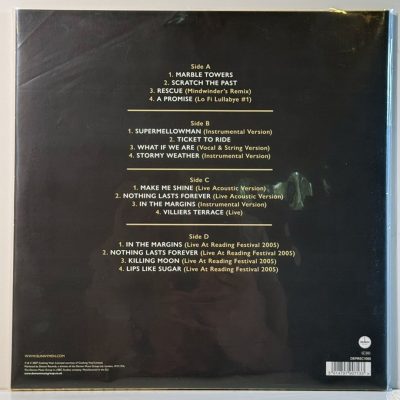 Side A
1. MARBLE TOWERS
2. SCRATCH THE PAST
3. RESCUE (Mindwinder's Remix)
4. A PROMISE (Lo Fi Lullabye #1)
Side B
1. SUPERMELLOWMAN (Instrumental Version)
2. TICKET TO RIDE
3. WHAT IF WE ARE (Vocal & String Version)
4. STORMY WEATHER (Instrumental Version)
Side C
1. MAKE ME SHINE (Live Acoustic Version)
2. NOTHING LASTS FOREVER (Live Acoustic Version)
3. IN THE MARGINS (Instrumental Version)
4. VILLIERS TERRACE (Live)
Side D
1. IN THE MARGINS (Live At Reading Festival 2005)
2. NOTHING LASTS FOREVER (Live At Reading Festival 2005)
3. KILLING MOON (Live At Reading Festival 2005)
4. LIPS LIKE SUGAR (Live At Reading Festival 2005)
WWW.BUNNYMEN.COM